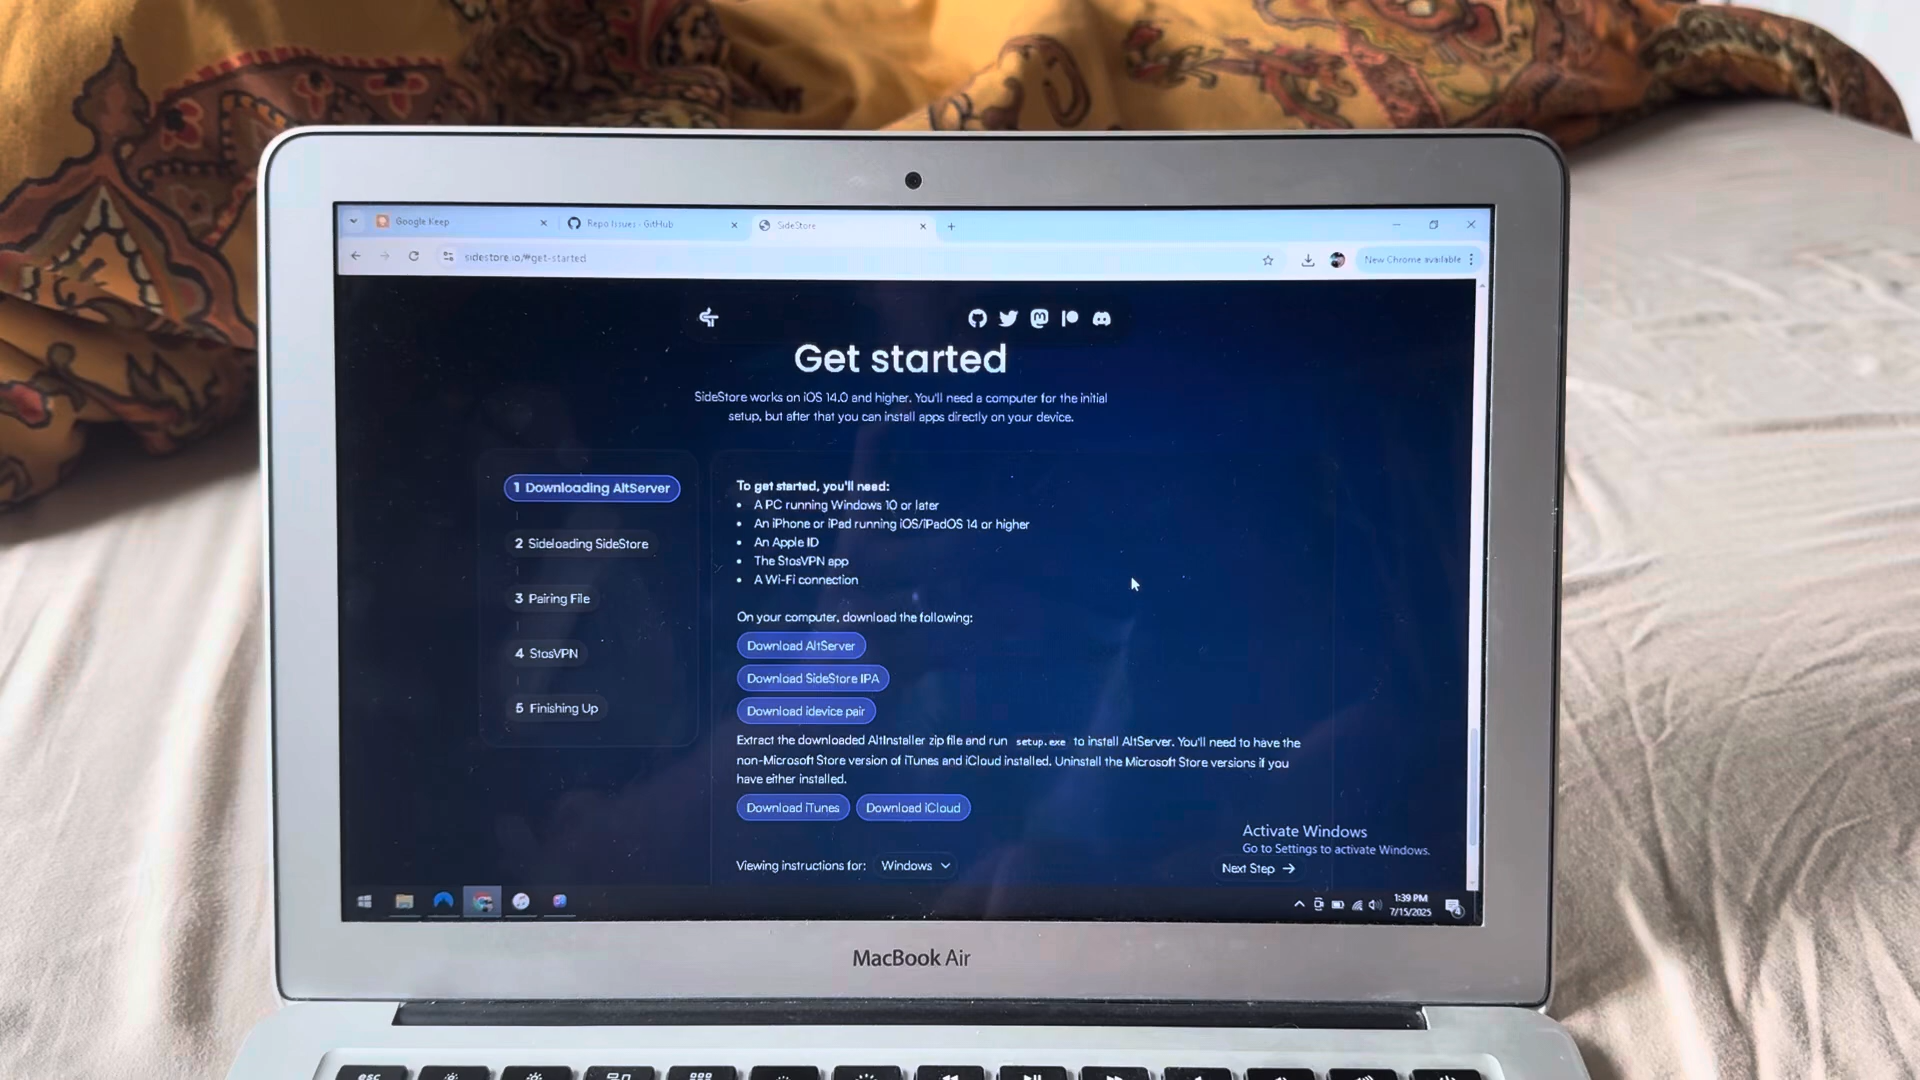 Google Keep
Repo Issues - GitHub
SideStore
sidestore.io/#get-started
New Chrome available
Get started
SideStore works on iOS 14.0 and higher. You'll need a computer for the initial
setup, but after that you can install apps directly on your device.
1 Downloading AltServer
2 Sideloading SideStore
3 Pairing File
4 StosVPN
5 Finishing Up
To get started, you'll need:
• A PC running Windows 10 or later
• An iPhone or iPad running iOS/iPadOS 14 or higher
• An Apple ID
• The StosVPN app
• A Wi-Fi connection
On your computer, download the following:
Download AltServer
Download SideStore IPA
Download idevice pair
Extract the downloaded AltInstaller zip file and run setup.exe to install AltServer. You'll need to have the
non-Microsoft Store version of iTunes and iCloud installed. Uninstall the Microsoft Store versions if you
have either installed.
Download iTunes
Download iCloud
Viewing instructions for: Windows
Next Step →
Activate Windows
Go to Settings to activate Windows.
1:39 PM
7/15/2025
4
MacBook Air
esc